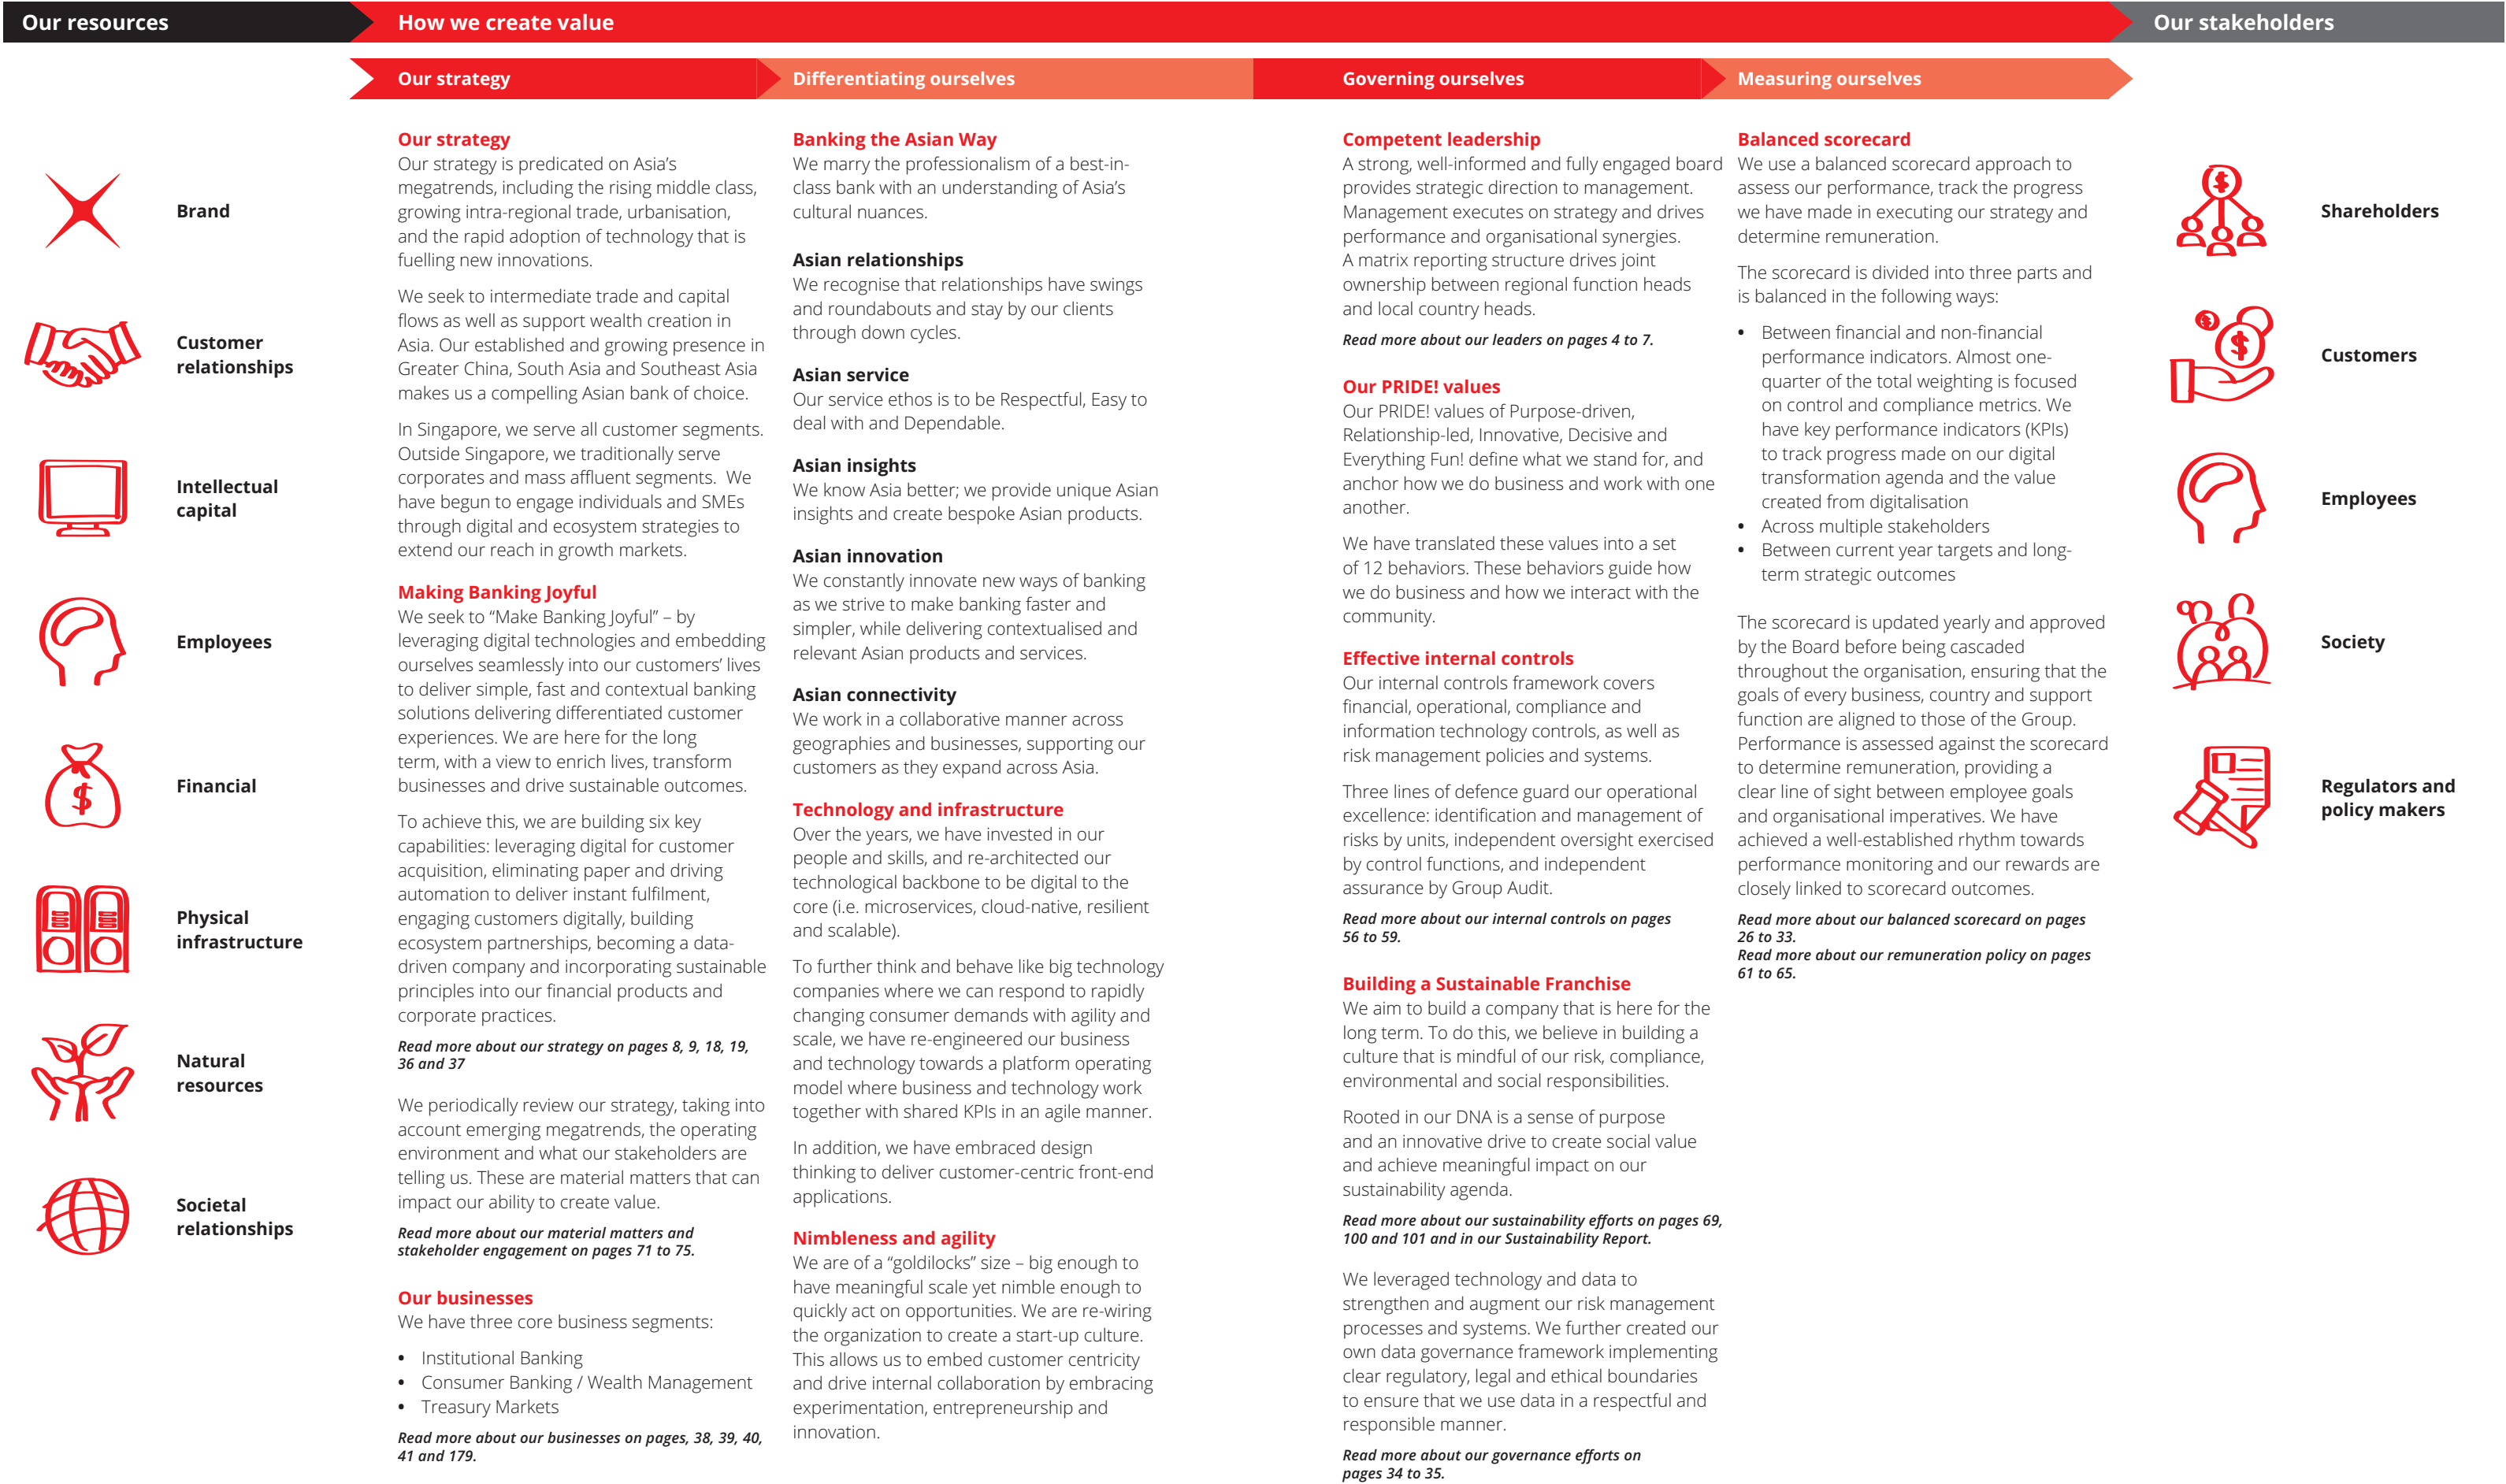 Our resources
How we create value
Our stakeholders
Our strategy
Differentiating ourselves
Governing ourselves
Measuring ourselves
Brand
Customer
relationships
Intellectual
capital
Employees
Financial
Physical
infrastructure
Natural
resources
Societal
relationships
Our strategy
Our strategy is predicated on Asia’s
megatrends, including the rising middle class,
growing intra-regional trade, urbanisation,
and the rapid adoption of technology that is
fuelling new innovations.
We seek to intermediate trade and capital
flows as well as support wealth creation in
Asia. Our established and growing presence in
Greater China, South Asia and Southeast Asia
makes us a compelling Asian bank of choice.
In Singapore, we serve all customer segments.
Outside Singapore, we traditionally serve
corporates and mass affluent segments. We
have begun to engage individuals and SMEs
through digital and ecosystem strategies to
extend our reach in growth markets.
Making Banking Joyful
We seek to “Make Banking Joyful” – by
leveraging digital technologies and embedding
ourselves seamlessly into our customers’ lives
to deliver simple, fast and contextual banking
solutions delivering differentiated customer
experiences. We are here for the long
term, with a view to enrich lives, transform
businesses and drive sustainable outcomes.
To achieve this, we are building six key
capabilities: leveraging digital for customer
acquisition, eliminating paper and driving
automation to deliver instant fulfilment,
engaging customers digitally, building
ecosystem partnerships, becoming a data-
driven company and incorporating sustainable
principles into our financial products and
corporate practices.
Read more about our strategy on pages 8, 9, 18, 19,
36 and 37
We periodically review our strategy, taking into
account emerging megatrends, the operating
environment and what our stakeholders are
telling us. These are material matters that can
impact our ability to create value.
Read more about our material matters and
stakeholder engagement on pages 71 to 75.
Our businesses
We have three core business segments:
• Institutional Banking
• Consumer Banking / Wealth Management
• Treasury Markets
Read more about our businesses on pages, 38, 39, 40,
41 and 179.
Banking the Asian Way
We marry the professionalism of a best-in-
class bank with an understanding of Asia’s
cultural nuances.
Asian relationships
We recognise that relationships have swings
and roundabouts and stay by our clients
through down cycles.
Asian service
Our service ethos is to be Respectful, Easy to
deal with and Dependable.
Asian insights
We know Asia better; we provide unique Asian
insights and create bespoke Asian products.
Asian innovation
We constantly innovate new ways of banking
as we strive to make banking faster and
simpler, while delivering contextualised and
relevant Asian products and services.
Asian connectivity
We work in a collaborative manner across
geographies and businesses, supporting our
customers as they expand across Asia.
Technology and infrastructure
Over the years, we have invested in our
people and skills, and re-architected our
technological backbone to be digital to the
core (i.e. microservices, cloud-native, resilient
and scalable).
To further think and behave like big technology
companies where we can respond to rapidly
changing consumer demands with agility and
scale, we have re-engineered our business
and technology towards a platform operating
model where business and technology work
together with shared KPIs in an agile manner.
In addition, we have embraced design
thinking to deliver customer-centric front-end
applications.
Nimbleness and agility
We are of a “goldilocks” size – big enough to
have meaningful scale yet nimble enough to
quickly act on opportunities. We are re-wiring
the organization to create a start-up culture.
This allows us to embed customer centricity
and drive internal collaboration by embracing
experimentation, entrepreneurship and
innovation.
Competent leadership
A strong, well-informed and fully engaged board
provides strategic direction to management.
Management executes on strategy and drives
performance and organisational synergies.
A matrix reporting structure drives joint
ownership between regional function heads
and local country heads.
Read more about our leaders on pages 4 to 7.
Our PRIDE! values
Our PRIDE! values of Purpose-driven,
Relationship-led, Innovative, Decisive and
Everything Fun! define what we stand for, and
anchor how we do business and work with one
another.
We have translated these values into a set
of 12 behaviors. These behaviors guide how
we do business and how we interact with the
community.
Effective internal controls
Our internal controls framework covers
financial, operational, compliance and
information technology controls, as well as
risk management policies and systems.
Three lines of defence guard our operational
excellence: identification and management of
risks by units, independent oversight exercised
by control functions, and independent
assurance by Group Audit.
Read more about our internal controls on pages
56 to 59.
Building a Sustainable Franchise
We aim to build a company that is here for the
long term. To do this, we believe in building a
culture that is mindful of our risk, compliance,
environmental and social responsibilities.
Rooted in our DNA is a sense of purpose
and an innovative drive to create social value
and achieve meaningful impact on our
sustainability agenda.
Read more about our sustainability efforts on pages 69,
100 and 101 and in our Sustainability Report.
We leveraged technology and data to
strengthen and augment our risk management
processes and systems. We further created our
own data governance framework implementing
clear regulatory, legal and ethical boundaries
to ensure that we use data in a respectful and
responsible manner.
Read more about our governance efforts on
pages 34 to 35.
Balanced scorecard
We use a balanced scorecard approach to
assess our performance, track the progress
we have made in executing our strategy and
determine remuneration.
The scorecard is divided into three parts and
is balanced in the following ways:
• Between financial and non-financial
performance indicators. Almost one-
quarter of the total weighting is focused
on control and compliance metrics. We
have key performance indicators (KPIs)
to track progress made on our digital
transformation agenda and the value
created from digitalisation
• Across multiple stakeholders
• Between current year targets and long-
term strategic outcomes
The scorecard is updated yearly and approved
by the Board before being cascaded
throughout the organisation, ensuring that the
goals of every business, country and support
function are aligned to those of the Group.
Performance is assessed against the scorecard
to determine remuneration, providing a
clear line of sight between employee goals
and organisational imperatives. We have
achieved a well-established rhythm towards
performance monitoring and our rewards are
closely linked to scorecard outcomes.
Read more about our balanced scorecard on pages
26 to 33.
Read more about our remuneration policy on pages
61 to 65.
Shareholders
Customers
Employees
Society
Regulators and
policy makers